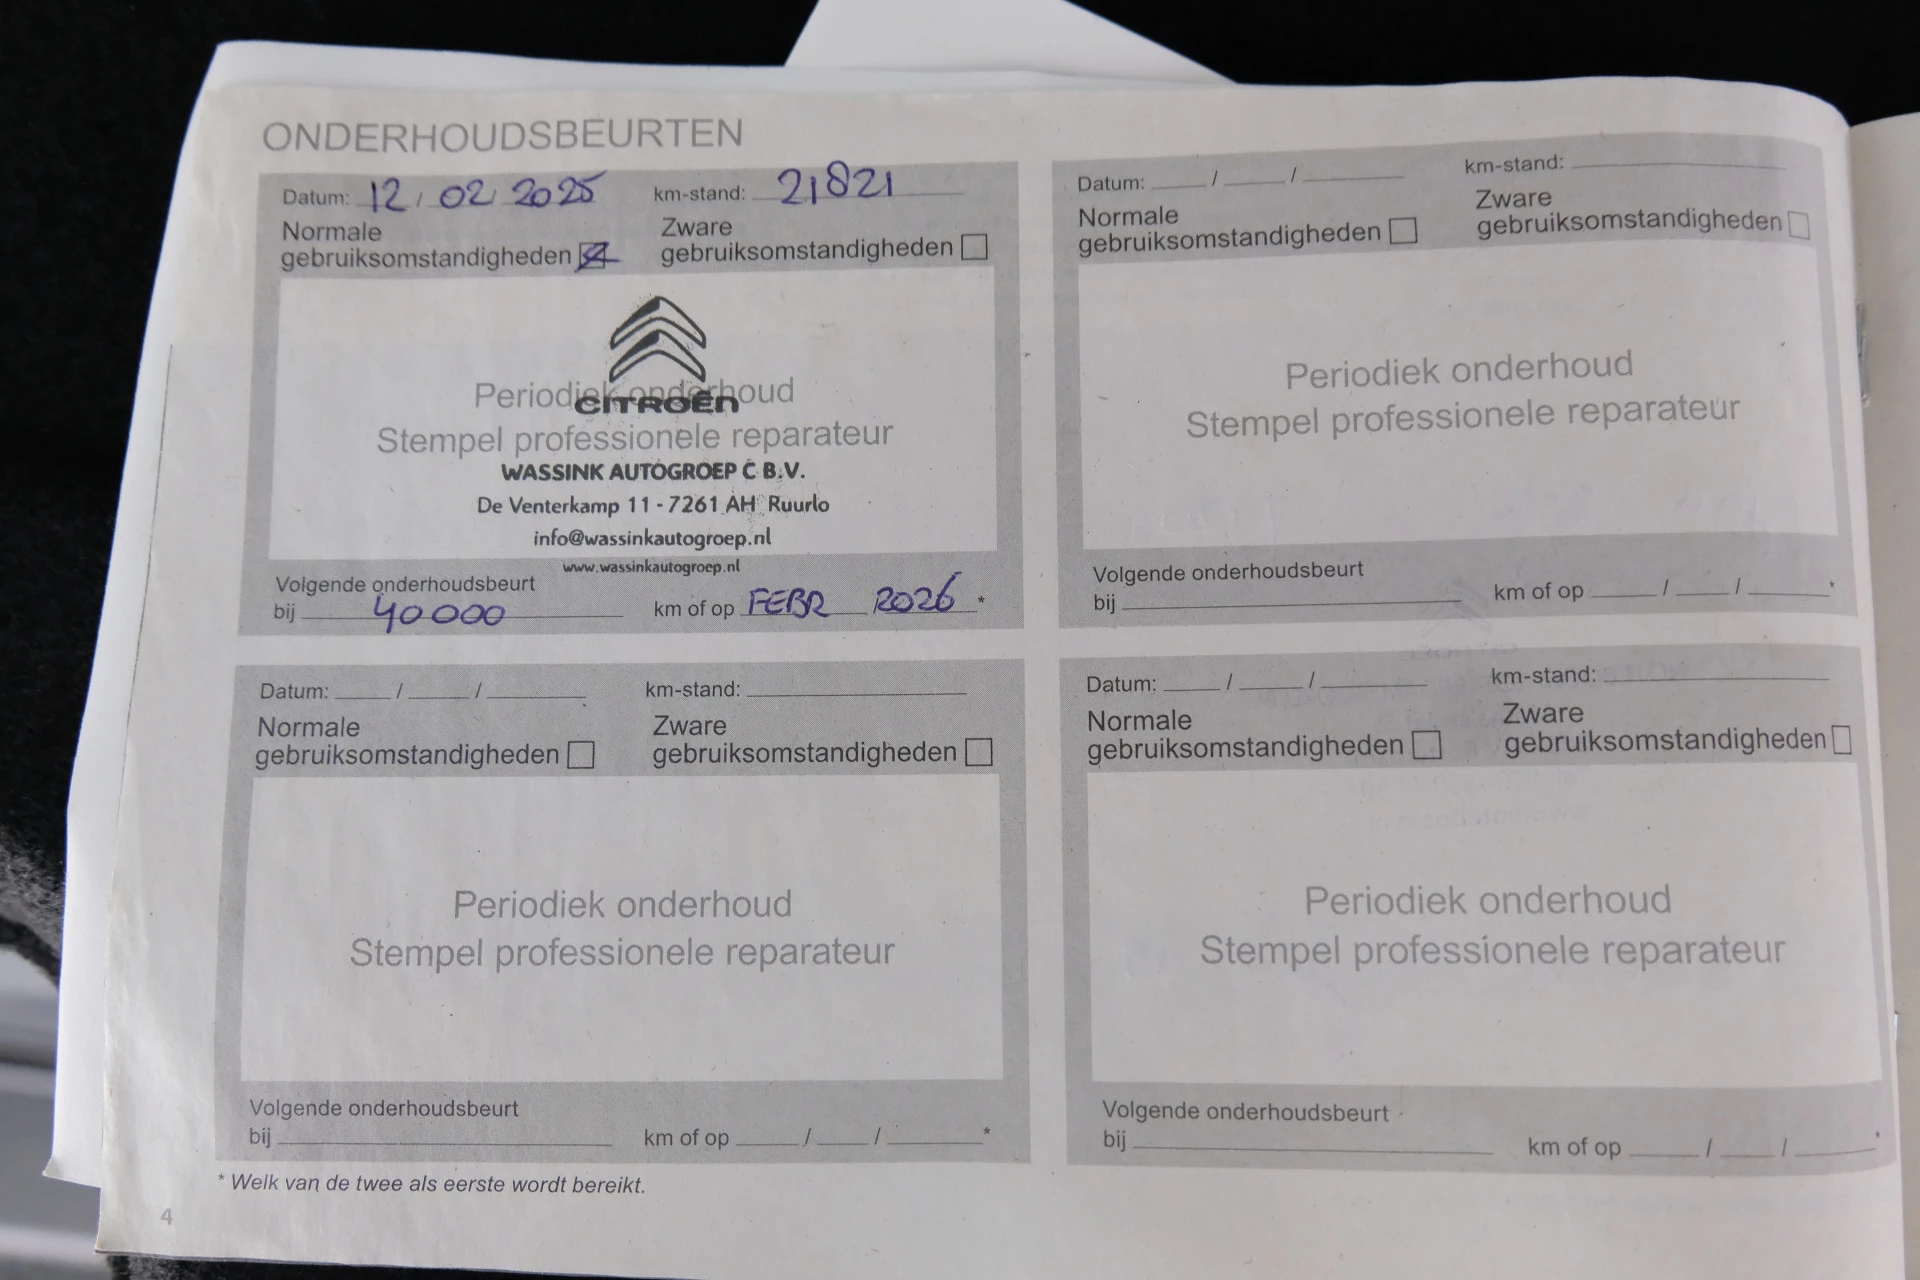 ONDERHOUDSBEURTEN
Datum: 12 / 02 / 2025 km-stand: 21821
Normale gebruiksomstandigheden
Zware gebruiksomstandigheden
CITROËN
Periodiek onderhoud
Stempel professionele reparateur
WASSINK AUTOGROEP C B.V.
De Venterkamp 11 - 7261 AH Ruurlo
info@wassinkautogroep.nl
www.wassinkautogroep.nl
Volgende onderhoudsbeurt
bij 40000 km of op FEBR 2026 *
Datum: / / km-stand:
Normale gebruiksomstandigheden
Zware gebruiksomstandigheden
Periodiek onderhoud
Stempel professionele reparateur
Volgende onderhoudsbeurt
bij km of op / / *
Datum: / / km-stand:
Normale gebruiksomstandigheden
Zware gebruiksomstandigheden
Periodiek onderhoud
Stempel professionele reparateur
Volgende onderhoudsbeurt
bij km of op / / *
Datum: / / km-stand:
Normale gebruiksomstandigheden
Zware gebruiksomstandigheden
Periodiek onderhoud
Stempel professionele reparateur
Volgende onderhoudsbeurt
bij km of op / / *
* Welk van de twee als eerste wordt bereikt.
4